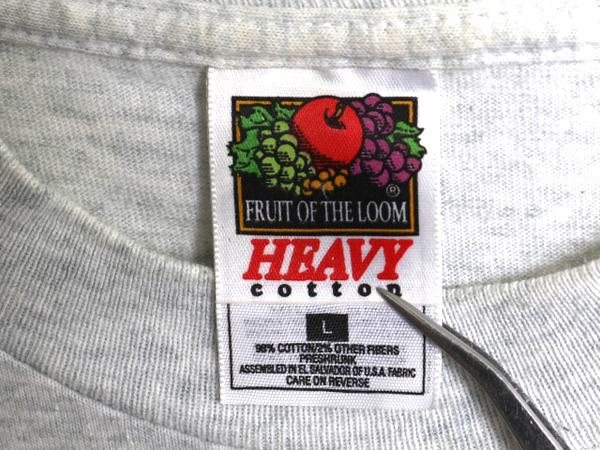 ®
FRUIT OF THE LOOM
HEAVY
cotton
L
98% COTTON/2% OTHER FIBERS
PRESHRUNK
ASSEMBLED IN EL SALVADOR OF U.S.A. FABRIC
CARE ON REVERSE